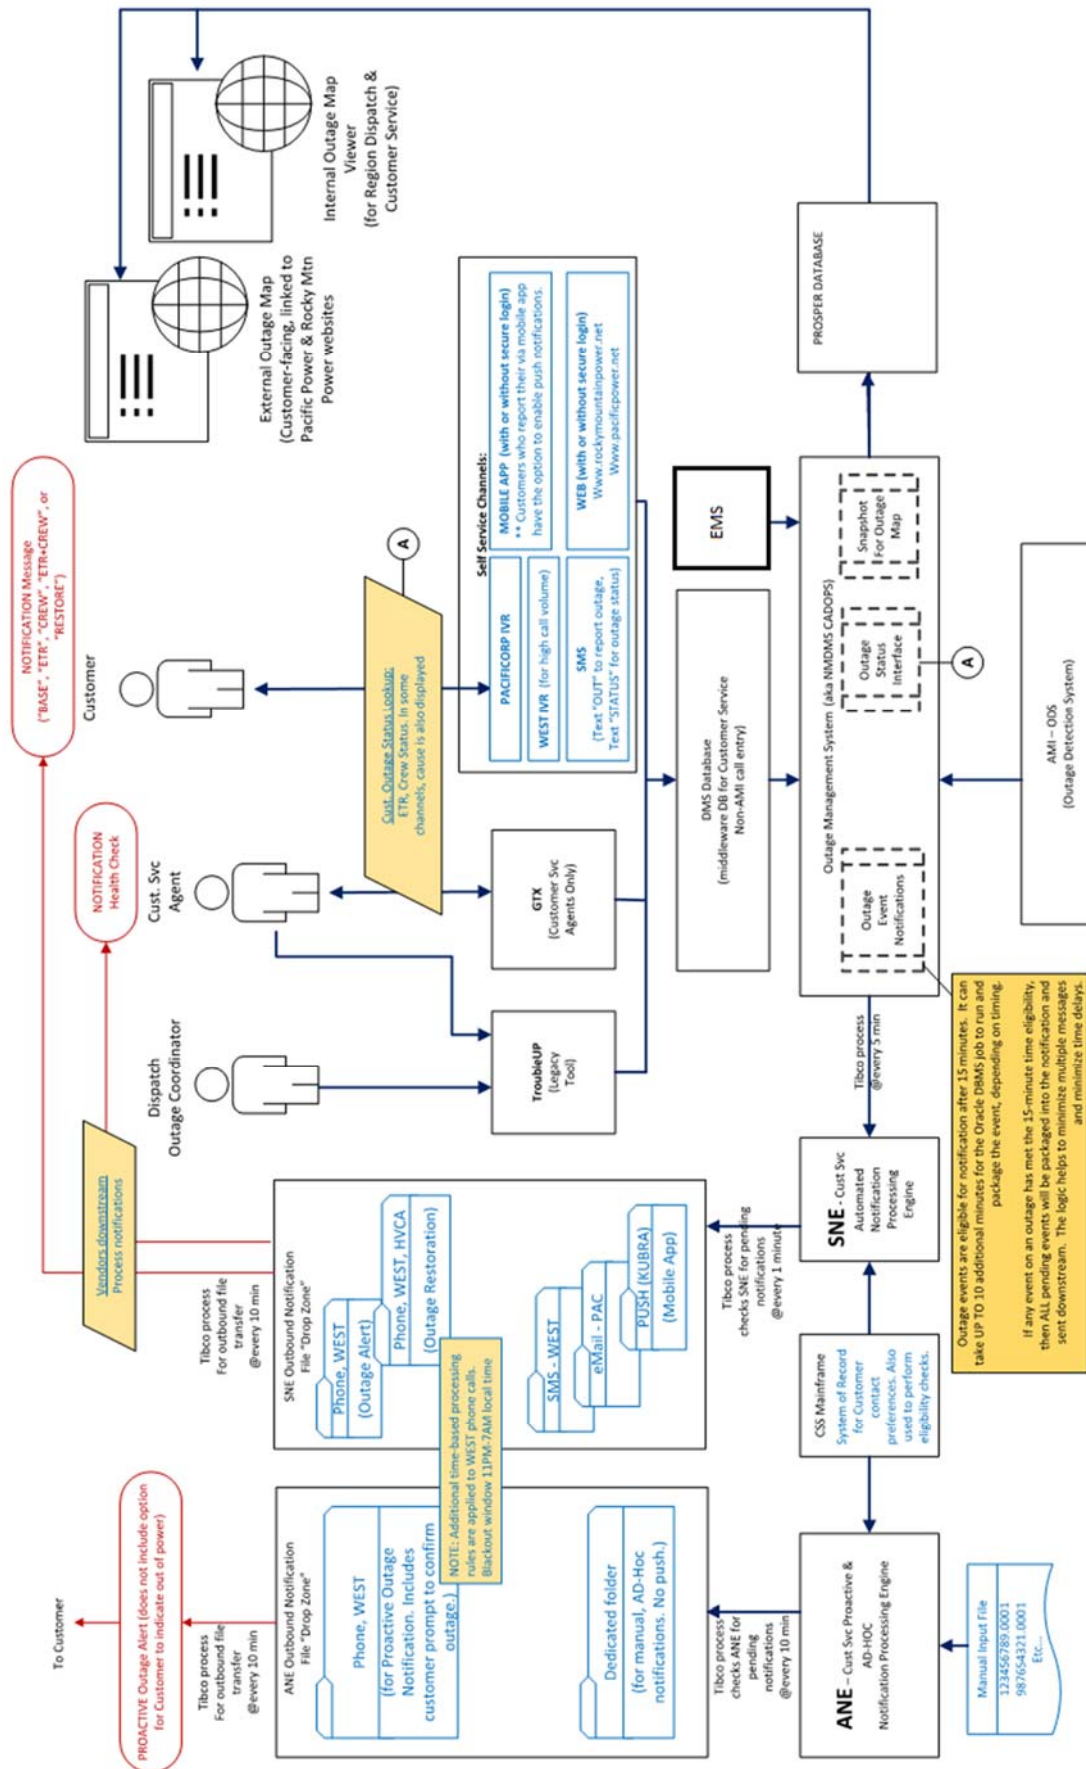 To Customer
PROACTIVE Outage Alert (does not include option
for Customer to indicate out of power)
Tibco process
For outbound file
transfer
@every 10 min
ANE Outbound Notification
File "Drop Zone"
Phone, WEST
(for Proactive Outage
Notification. Includes
customer prompt to confirm
outage.)
Dedicated folder
(for manual, AD-Hoc
notifications. No push.)
Tibco process
checks ANE for
pending
notifications
@every 10 min
ANE – Cust Svc Proactive &
AD-HOC
Notification Processing Engine
Manual Input File
123456789.0001
987654321.0001
Etc...
NOTE: Additional time-based processing
rules are applied to WEST phone calls.
Blackout window 11PM-7AM local time
CSS Mainframe
System of Record
for Customer
contact
preferences. Also
used to perform
eligibility checks.
Vendors downstream
Process notifications
Tibco process
For outbound file
transfer
@every 10 min
SNE Outbound Notification
File "Drop Zone"
Phone, WEST
(Outage Alert)
Phone, WEST, HVCA
(Outage Restoration)
SMS - WEST
eMail - PAC
PUSH (KUBRA)
(Mobile App)
Tibco process
checks SNE for pending
notifications
@every 1 minute
SNE - Cust Svc
Automated
Notification
Processing
Engine
Tibco process
@every 5 min
Outage events are eligible for notification after 15 minutes. It can
take UP TO 10 additional minutes for the Oracle DBMS job to run and
package the event, depending on timing.
If any event on an outage has met the 15-minute time eligibility,
then ALL pending events will be packaged into the notification and
sent downstream. The logic helps to minimize multiple messages
and minimize time delays.
NOTIFICATION
Health Check
NOTIFICATION Message
("BASE", "ETR", "CREW", "ETR+CREW", or
"RESTORE")
Dispatch
Outage Coordinator
Cust. Svc
Agent
Customer
Cust. Outage Status Lookup:
ETR, Crew Status. In some
channels, cause is also displayed
A
TroubleUP
(Legacy
Tool)
GTX
(Customer Svc
Agents Only)
Self Service Channels:
PACIFICORP IVR
WEST IVR (for high call volume)
MOBILE APP (with or without secure login)
** Customers who report their via mobile app
have the option to enable push notifications.
SMS
(Text "OUT" to report outage,
Text "STATUS" for outage status)
WEB (with or without secure login)
Www.rockymountainpower.net
Www.pacificpower.net
DMS Database
(middleware DB for Customer Service
Non-AMI call entry)
EMS
Outage Management System (aka NMDMS CADOPS)
Outage
Event
Notifications
Outage
Status
Interface
Snapshot
For Outage
Map
A
AMI – ODS
(Outage Detection System)
PROSPER DATABASE
External Outage Map
(Customer-facing, linked to
Pacific Power & Rocky Mtn
Power websites
Internal Outage Map
Viewer
(for Region Dispatch &
Customer Service)